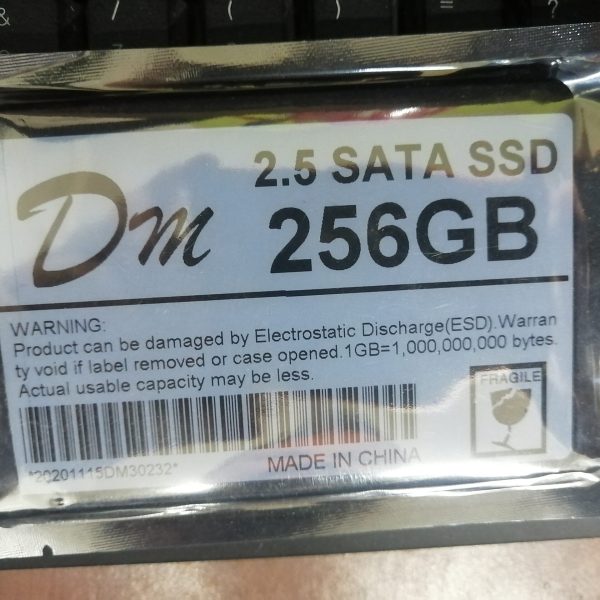 & / ( ) = ?
2.5 SATA SSD
Dm
256GB
WARNING:
Product can be damaged by Electrostatic Discharge(ESD).Warran
ty void if label removed or case opened.1GB=1,000,000,000 bytes.
Actual usable capacity may be less.
FRAGILE
*20201115DM30232*
MADE IN CHINA